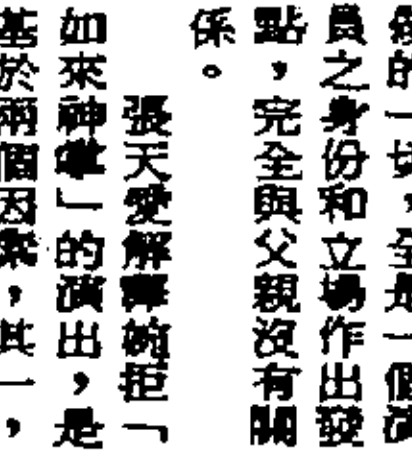 的一切，全是一個演
員之身份和立場作出發
點，完全與父親沒有關
係。
張天愛解釋婉拒「
如來神掌」的演出，是
基於兩個因素，其一，